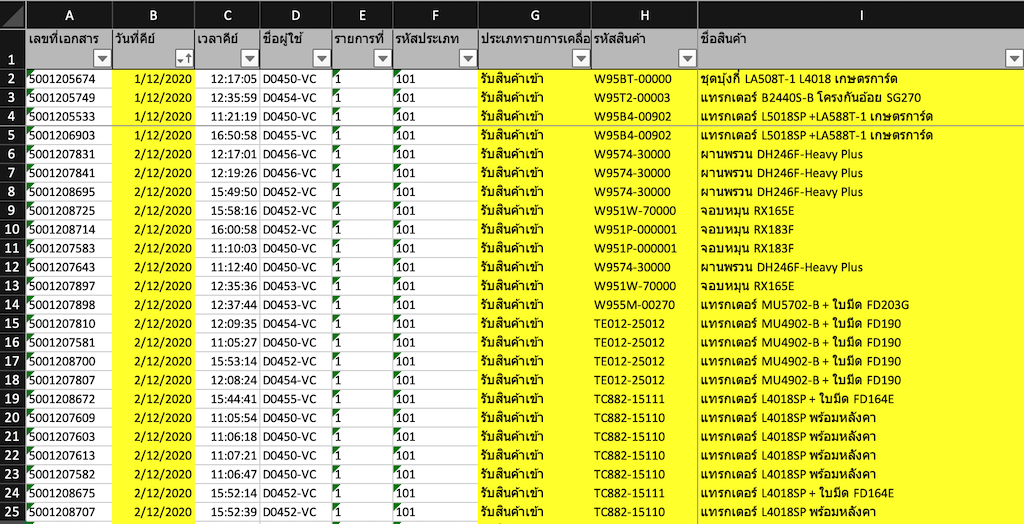 A B C D E F G H I
1 เลขที่เอกสาร วันที่คีย์ เวลาคีย์ ชื่อผู้ใช้ รายการที่ รหัสประเภท ประเภทรายการเคลื่อ รหัสสินค้า ชื่อสินค้า
2 5001205674 1/12/2020 12:17:05 D0450-VC 1 101 รับสินค้าเข้า W95BT-00000 ชุดบุ้งกี๋ LA508T-1 L4018 เกษตรการ์ด
3 5001205749 1/12/2020 12:35:59 D0454-VC 1 101 รับสินค้าเข้า W95T2-00003 แทรกเตอร์ B2440S-B โครงกันอ้อย SG270
4 5001205533 1/12/2020 11:21:19 D0450-VC 1 101 รับสินค้าเข้า W95B4-00902 แทรกเตอร์ L5018SP +LA588T-1 เกษตรการ์ด
5 5001206903 1/12/2020 16:50:58 D0455-VC 1 101 รับสินค้าเข้า W95B4-00902 แทรกเตอร์ L5018SP +LA588T-1 เกษตรการ์ด
6 5001207831 2/12/2020 12:17:01 D0456-VC 1 101 รับสินค้าเข้า W9574-30000 ผานพรวน DH246F-Heavy Plus
7 5001207841 2/12/2020 12:19:26 D0456-VC 1 101 รับสินค้าเข้า W9574-30000 ผานพรวน DH246F-Heavy Plus
8 5001208695 2/12/2020 15:49:50 D0452-VC 1 101 รับสินค้าเข้า W9574-30000 ผานพรวน DH246F-Heavy Plus
9 5001208725 2/12/2020 15:58:16 D0452-VC 1 101 รับสินค้าเข้า W951W-70000 จอบหมุน RX165E
10 5001208714 2/12/2020 16:00:58 D0452-VC 1 101 รับสินค้าเข้า W951P-000001 จอบหมุน RX183F
11 5001207583 2/12/2020 11:10:03 D0450-VC 1 101 รับสินค้าเข้า W951P-000001 จอบหมุน RX183F
12 5001207643 2/12/2020 11:12:40 D0450-VC 1 101 รับสินค้าเข้า W9574-30000 ผานพรวน DH246F-Heavy Plus
13 5001207897 2/12/2020 12:35:36 D0453-VC 1 101 รับสินค้าเข้า W951W-70000 จอบหมุน RX165E
14 5001207898 2/12/2020 12:37:44 D0453-VC 1 101 รับสินค้าเข้า W955M-00270 แทรกเตอร์ MU5702-B + ใบมีด FD203G
15 5001207810 2/12/2020 12:09:35 D0454-VC 1 101 รับสินค้าเข้า TE012-25012 แทรกเตอร์ MU4902-B + ใบมีด FD190
16 5001207581 2/12/2020 11:05:27 D0450-VC 1 101 รับสินค้าเข้า TE012-25012 แทรกเตอร์ MU4902-B + ใบมีด FD190
17 5001208700 2/12/2020 15:53:14 D0452-VC 1 101 รับสินค้าเข้า TE012-25012 แทรกเตอร์ MU4902-B + ใบมีด FD190
18 5001207807 2/12/2020 12:08:24 D0454-VC 1 101 รับสินค้าเข้า TE012-25012 แทรกเตอร์ MU4902-B + ใบมีด FD190
19 5001208672 2/12/2020 15:44:41 D0455-VC 1 101 รับสินค้าเข้า TC882-15111 แทรกเตอร์ L4018SP + ใบมีด FD164E
20 5001207609 2/12/2020 11:05:54 D0450-VC 1 101 รับสินค้าเข้า TC882-15110 แทรกเตอร์ L4018SP พร้อมหลังคา
21 5001207603 2/12/2020 11:06:18 D0450-VC 1 101 รับสินค้าเข้า TC882-15110 แทรกเตอร์ L4018SP พร้อมหลังคา
22 5001207613 2/12/2020 11:07:21 D0450-VC 1 101 รับสินค้าเข้า TC882-15110 แทรกเตอร์ L4018SP พร้อมหลังคา
23 5001207582 2/12/2020 11:06:47 D0450-VC 1 101 รับสินค้าเข้า TC882-15110 แทรกเตอร์ L4018SP พร้อมหลังคา
24 5001208675 2/12/2020 15:52:14 D0452-VC 1 101 รับสินค้าเข้า TC882-15111 แทรกเตอร์ L4018SP + ใบมีด FD164E
25 5001208707 2/12/2020 15:52:39 D0452-VC 1 101 รับสินค้าเข้า TC882-15110 แทรกเตอร์ L4018SP พร้อมหลังคา